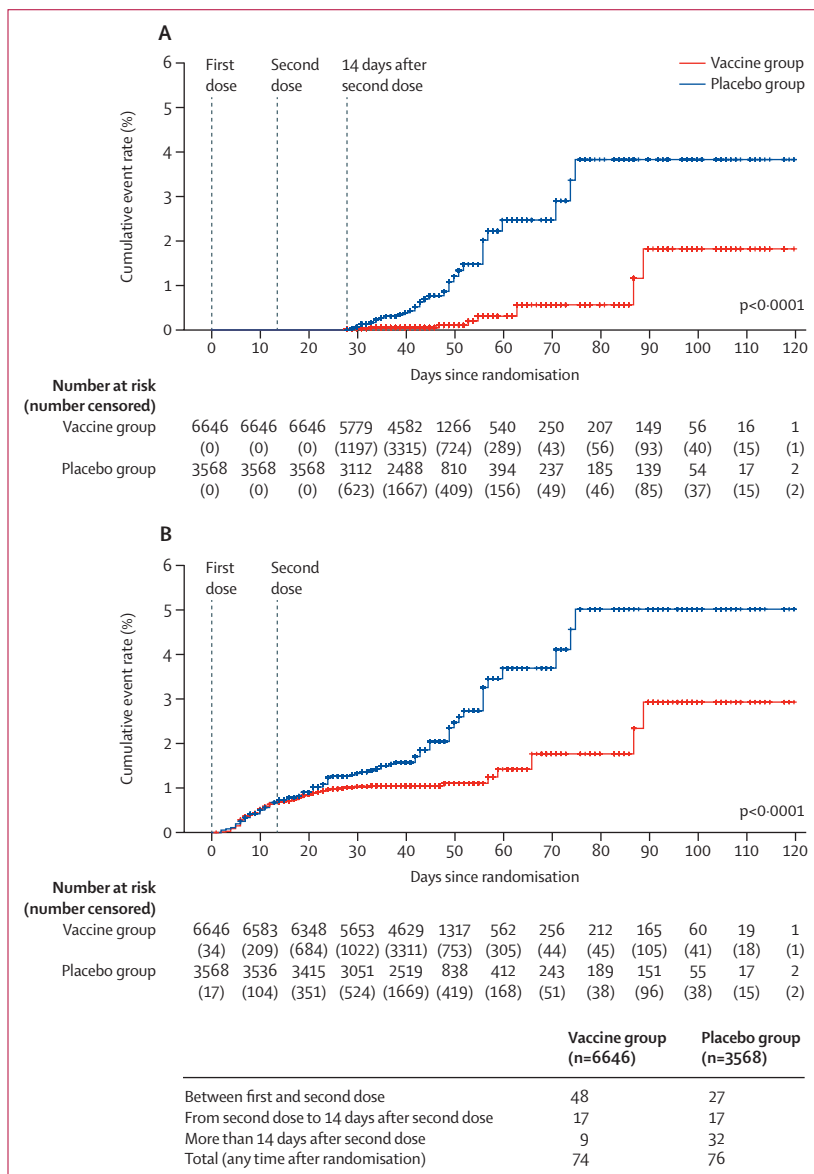 A
6
5
4
3
2
1
0
Cumulative event rate (%)
First dose
Second dose
14 days after second dose
Vaccine group
Placebo group
p<0·0001
0 10 20 30 40 50 60 70 80 90 100 110 120
Days since randomisation
Number at risk
(number censored)
Vaccine group 6646 6646 6646 5779 4582 1266 540 250 207 149 56 16 1
(0) (0) (0) (1197) (3315) (724) (289) (43) (56) (93) (40) (15) (1)
Placebo group 3568 3568 3568 3112 2488 810 394 237 185 139 54 17 2
(0) (0) (0) (623) (1667) (409) (156) (49) (46) (85) (37) (15) (2)
B
6
5
4
3
2
1
0
Cumulative event rate (%)
First dose
Second dose
p<0·0001
0 10 20 30 40 50 60 70 80 90 100 110 120
Days since randomisation
Number at risk
(number censored)
Vaccine group 6646 6583 6348 5653 4629 1317 562 256 212 165 60 19 1
(34) (209) (684) (1022) (3311) (753) (305) (44) (45) (105) (41) (18) (1)
Placebo group 3568 3536 3415 3051 2519 838 412 243 189 151 55 17 2
(17) (104) (351) (524) (1669) (419) (168) (51) (38) (96) (38) (15) (2)
Vaccine group (n=6646) Placebo group (n=3568)
Between first and second dose 48 27
From second dose to 14 days after second dose 17 17
More than 14 days after second dose 9 32
Total (any time after randomisation) 74 76